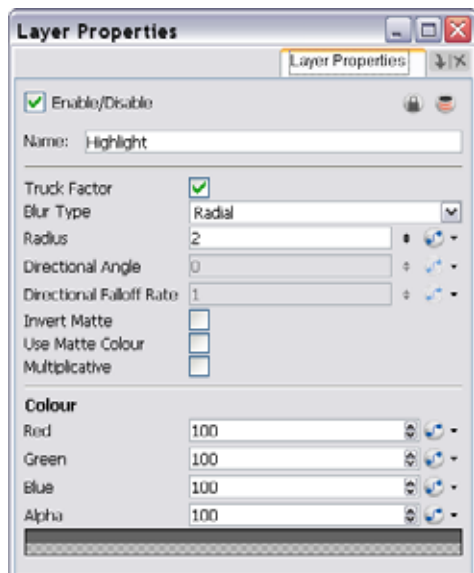 Layer Properties
Layer Properties
Enable/Disable
Name: Highlight
Truck Factor
Blur Type Radial
Radius 2
Directional Angle 0
Directional Falloff Rate 1
Invert Matte
Use Matte Colour
Multiplicative
Colour
Red 100
Green 100
Blue 100
Alpha 100